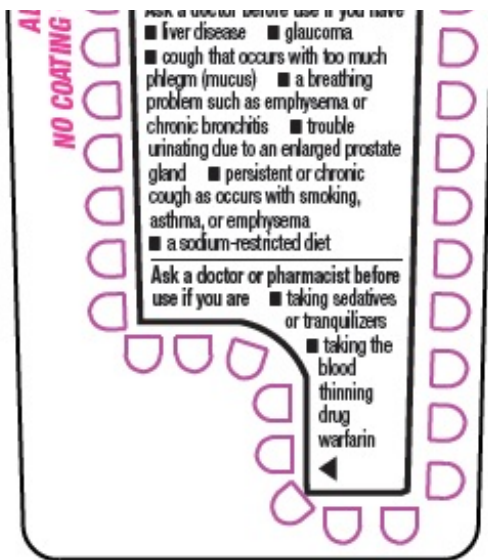 Ask a doctor before use if you have
■ liver disease ■ glaucoma
■ cough that occurs with too much
phlegm (mucus) ■ a breathing
problem such as emphysema or
chronic bronchitis ■ trouble
urinating due to an enlarged prostate
gland ■ persistent or chronic
cough as occurs with smoking,
asthma, or emphysema
■ a sodium-restricted diet
Ask a doctor or pharmacist before
use if you are ■ taking sedatives
or tranquilizers
■ taking the
blood
thinning
drug
warfarin
NO COATING